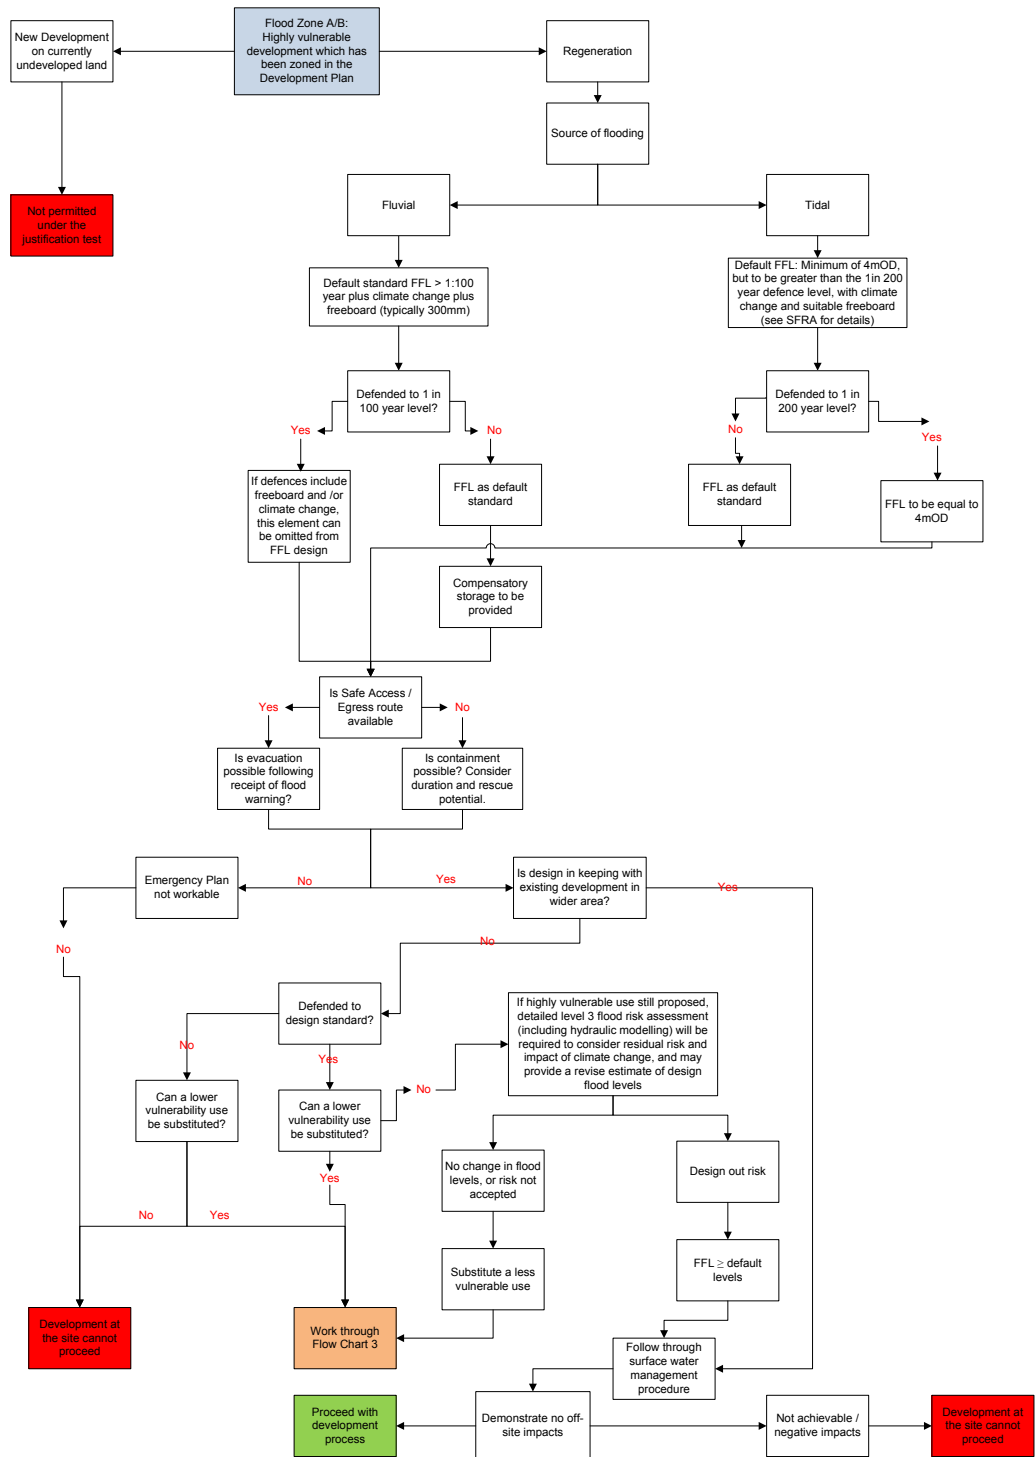 New Development
on currently
undeveloped land
Flood Zone A/B:
Highly vulnerable
development which has
been zoned in the
Development Plan
Regeneration
Source of flooding
Not permitted
under the
justification test
Fluvial
Tidal
Default standard FFL > 1:100
year plus climate change plus
freeboard (typically 300mm)
Default FFL: Minimum of 4mOD,
but to be greater than the 1in 200
year defence level, with climate
change and suitable freeboard
(see SFRA for details)
Defended to 1 in
100 year level?
Defended to 1 in
200 year level?
Yes
No
No
Yes
If defences include
freeboard and /or
climate change,
this element can
be omitted from
FFL design
FFL as default
standard
FFL as default
standard
FFL to be equal to
4mOD
Compensatory
storage to be
provided
Is Safe Access /
Egress route
available
Yes
No
Is evacuation
possible following
receipt of flood
warning?
Is containment
possible? Consider
duration and rescue
potential.
Emergency Plan
not workable
No
Yes
Is design in keeping with
existing development in
wider area?
Yes
No
No
Defended to
design standard?
If highly vulnerable use still proposed,
detailed level 3 flood risk assessment
(including hydraulic modelling) will be
required to consider residual risk and
impact of climate change, and may
provide a revise estimate of design
flood levels
No
Yes
No
Can a lower
vulnerability use
be substituted?
Can a lower
vulnerability use
be substituted?
No change in flood
levels, or risk not
accepted
Design out risk
Yes
No
Yes
Substitute a less
vulnerable use
FFL ≥ default
levels
Development at
the site cannot
proceed
Work through
Flow Chart 3
Follow through
surface water
management
procedure
Proceed with
development
process
Demonstrate no off-
site impacts
Not achievable /
negative impacts
Development at
the site cannot
proceed